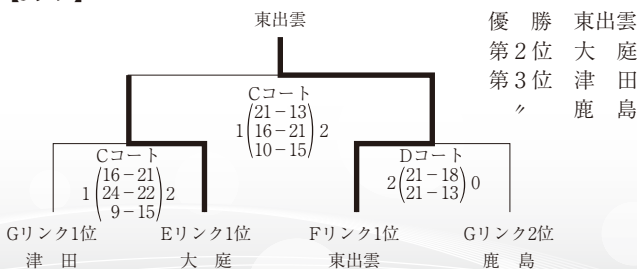 東出雲
優　勝　東出雲
第２位　大　庭
第３位　津　田
〃　鹿　島
Cコート
1(21－13 16－21 10－15)2
Cコート
1(16－21 24－22 9－15)2
Dコート
2(21－18 21－13)0
Gリンク1位
Eリンク1位
Fリンク1位
Gリンク2位
津　田
大　庭
東出雲
鹿　島